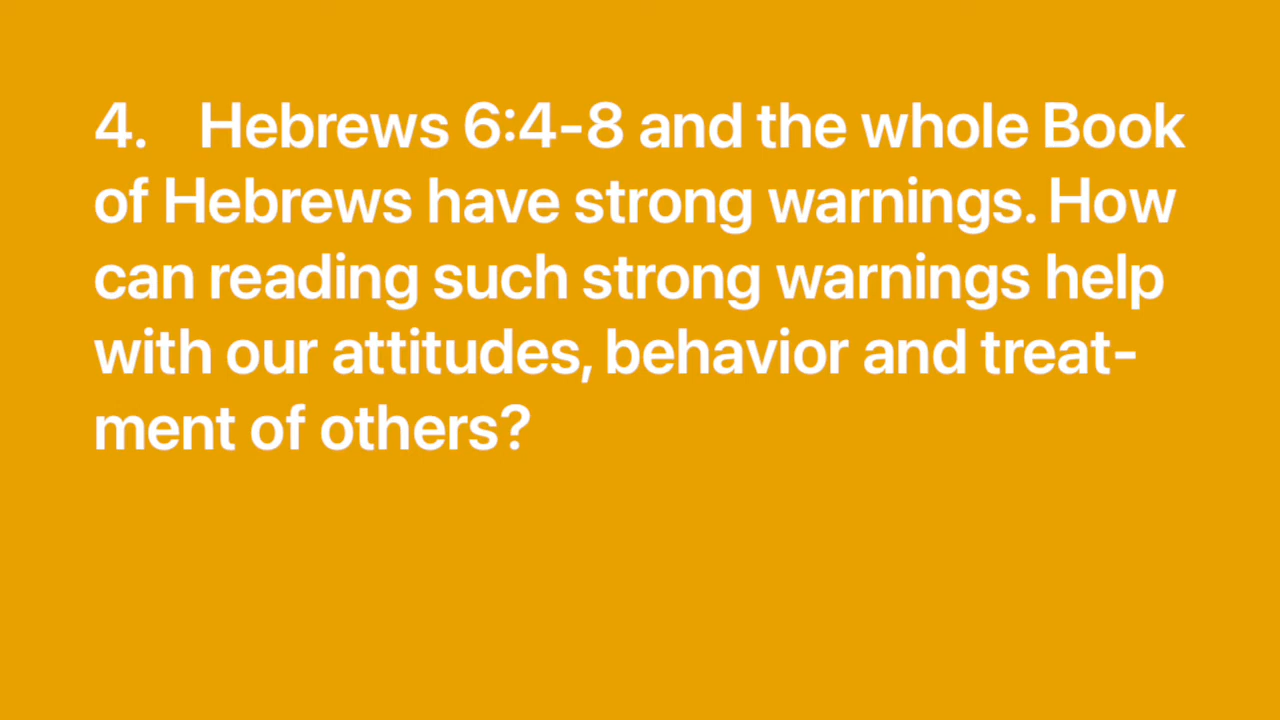 4. Hebrews 6:4-8 and the whole Book
of Hebrews have strong warnings. How
can reading such strong warnings help
with our attitudes, behavior and treat-
ment of others?